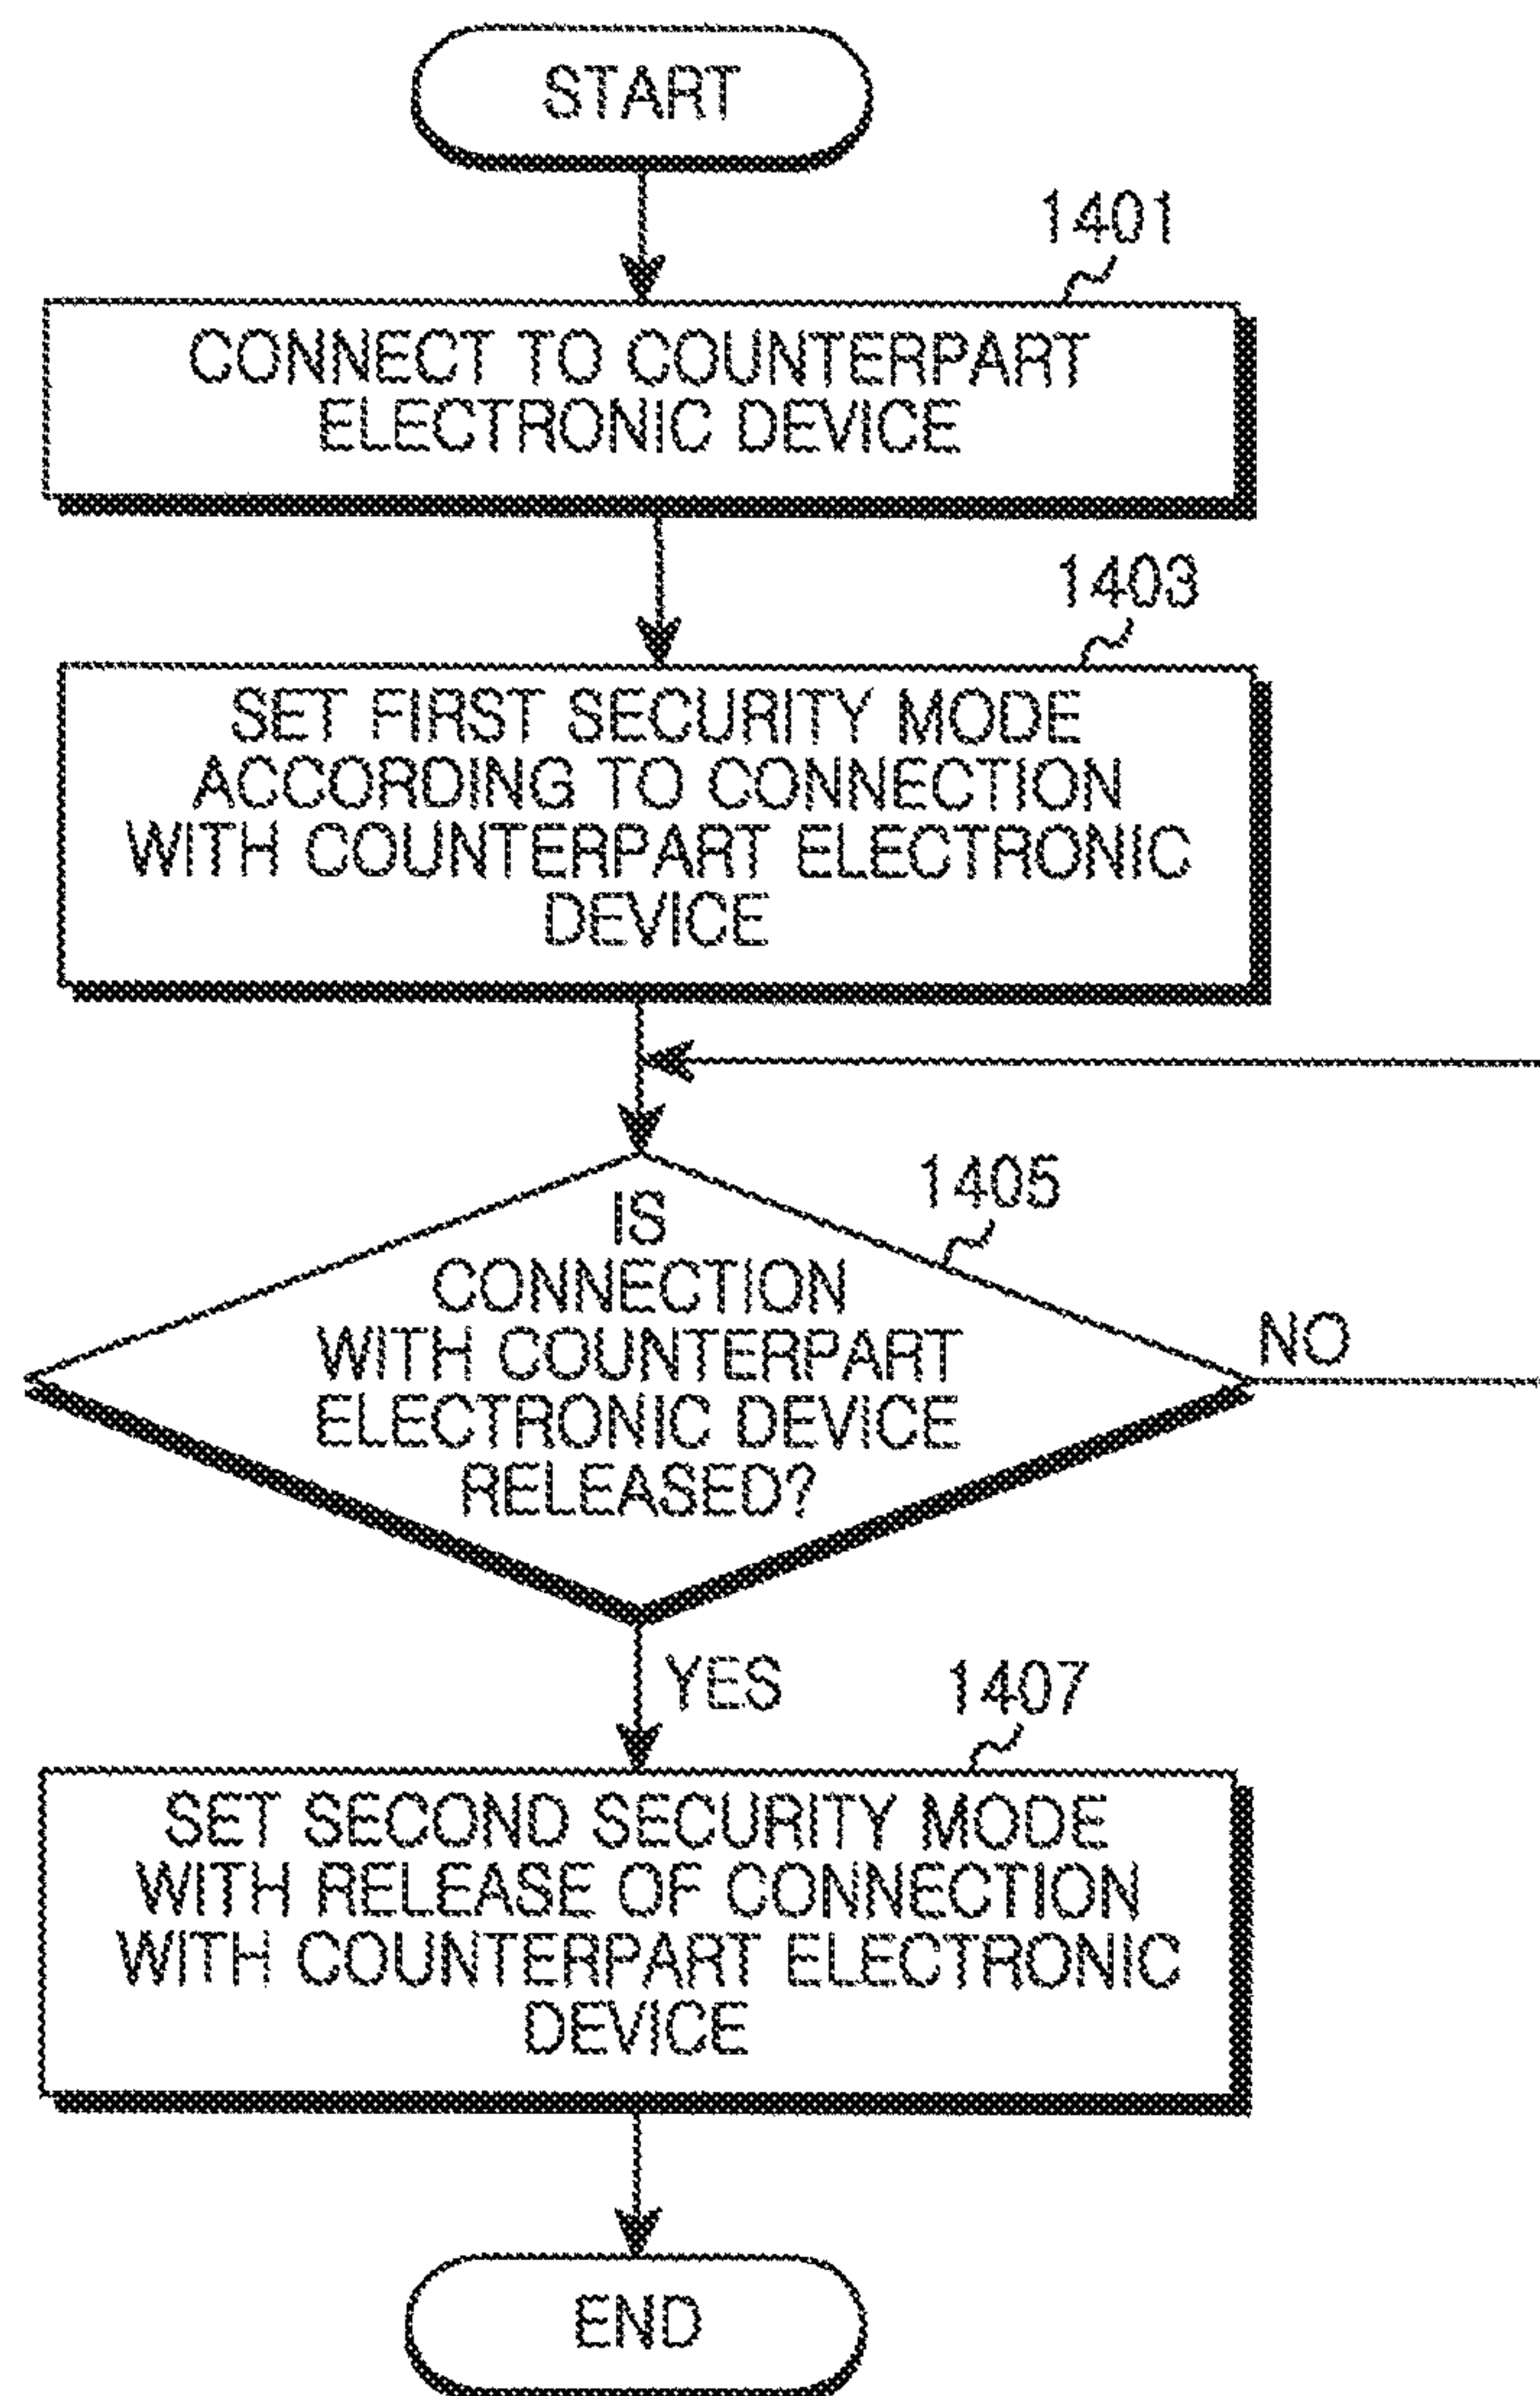 START
1401
CONNECT TO COUNTERPART
ELECTRONIC DEVICE
1403
SET FIRST SECURITY MODE
ACCORDING TO CONNECTION
WITH COUNTERPART ELECTRONIC
DEVICE
1405
IS
CONNECTION
WITH COUNTERPART
ELECTRONIC DEVICE
RELEASED?
NO
YES
1407
SET SECOND SECURITY MODE
WITH RELEASE OF CONNECTION
WITH COUNTERPART ELECTRONIC
DEVICE
END